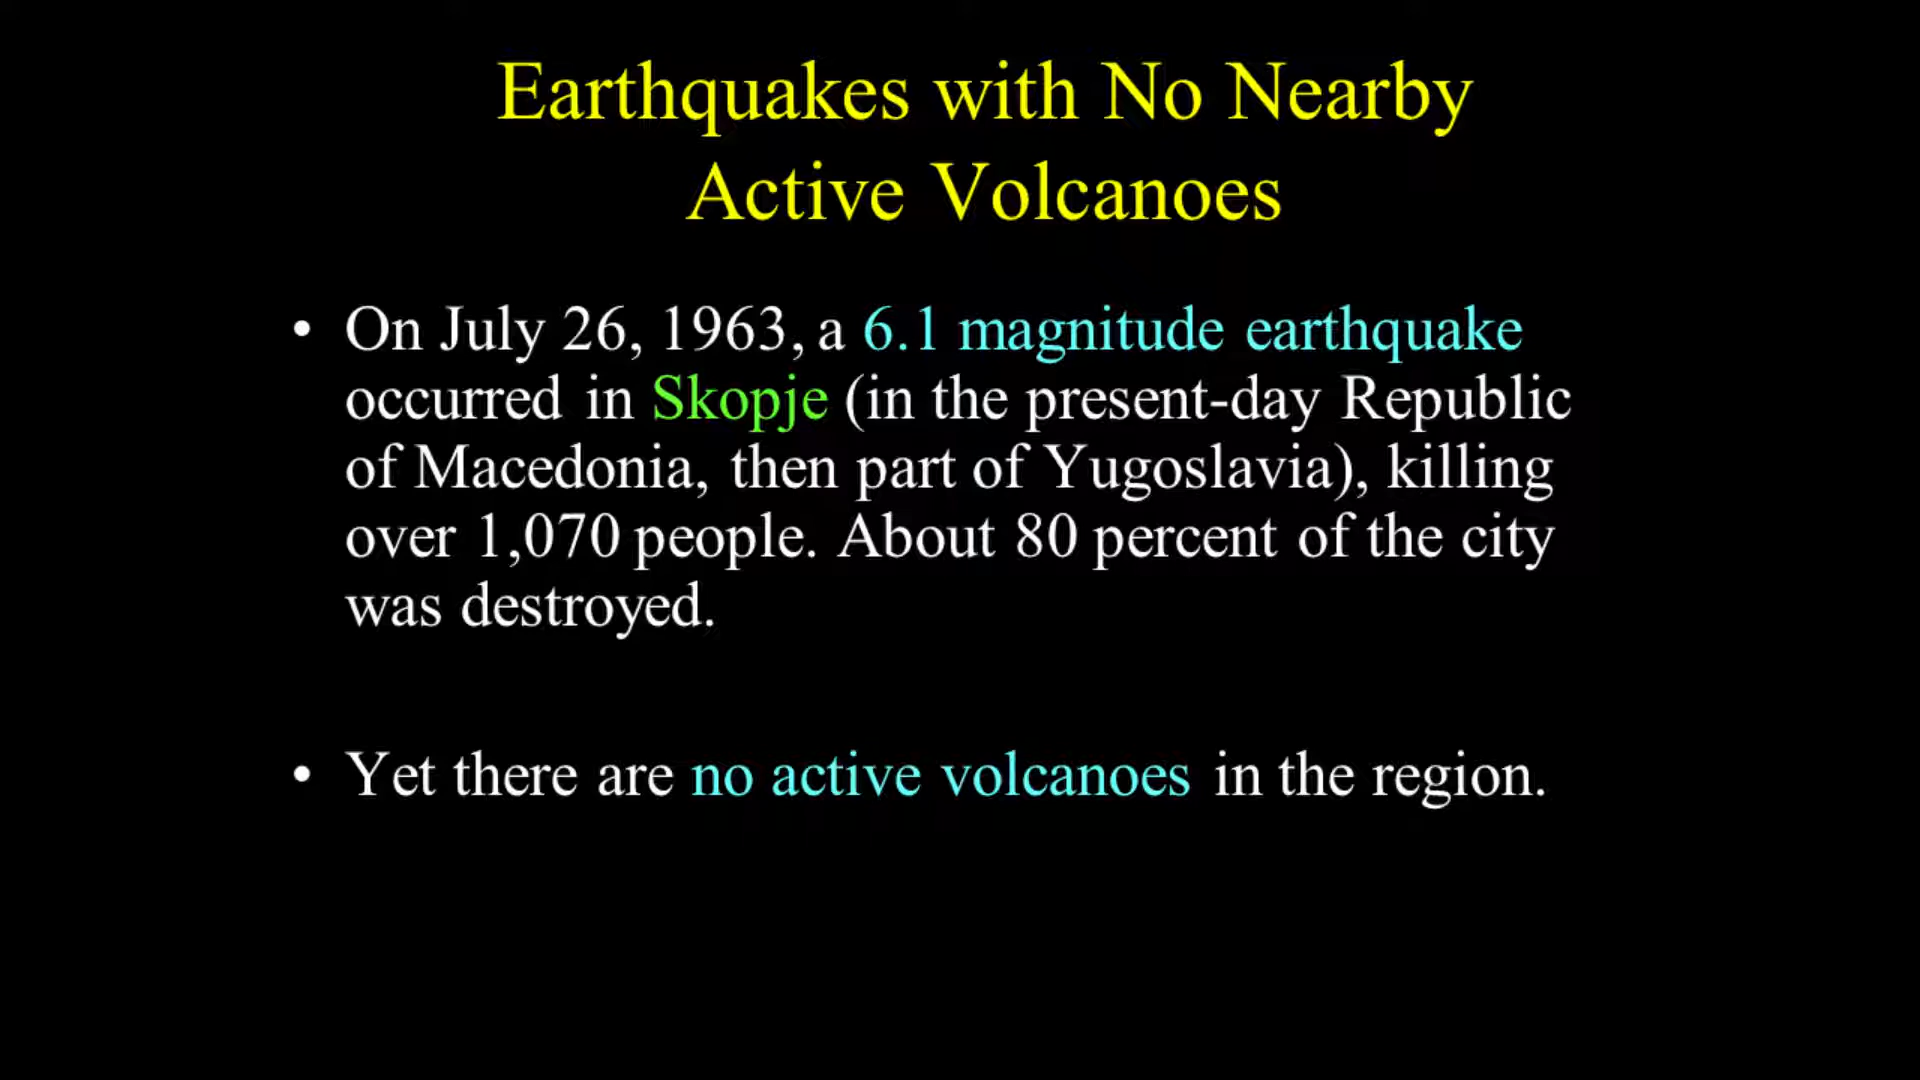 Earthquakes with No Nearby
Active Volcanoes
• On July 26, 1963, a 6.1 magnitude earthquake
occurred in Skopje (in the present-day Republic
of Macedonia, then part of Yugoslavia), killing
over 1,070 people. About 80 percent of the city
was destroyed.
• Yet there are no active volcanoes in the region.